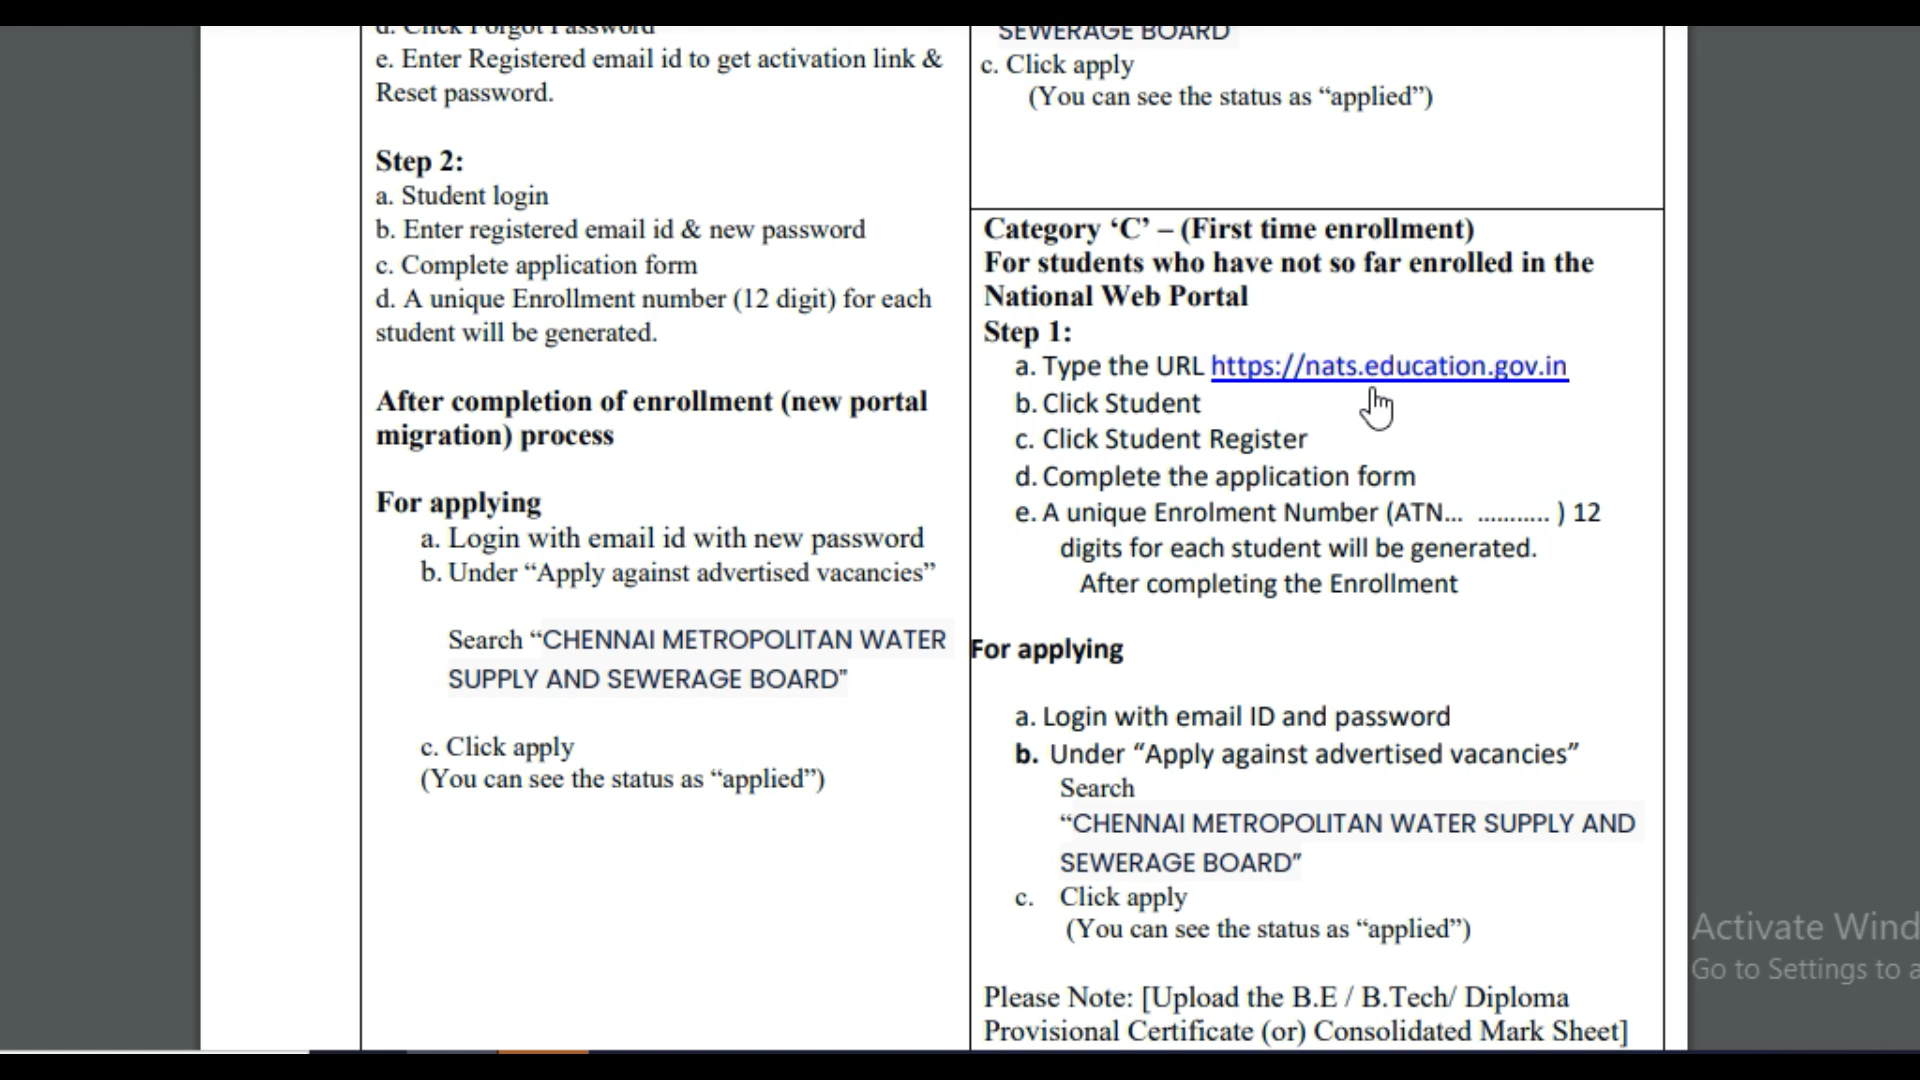 d. Click Forgot Password
e. Enter Registered email id to get activation link &
Reset password.
Step 2:
a. Student login
b. Enter registered email id & new password
c. Complete application form
d. A unique Enrollment number (12 digit) for each
student will be generated.
After completion of enrollment (new portal
migration) process
For applying
a. Login with email id with new password
b. Under “Apply against advertised vacancies”
Search “CHENNAI METROPOLITAN WATER
SUPPLY AND SEWERAGE BOARD”
c. Click apply
(You can see the status as “applied”)
SEWERAGE BOARD
c. Click apply
(You can see the status as “applied”)
Category ‘C’ – (First time enrollment)
For students who have not so far enrolled in the
National Web Portal
Step 1:
a. Type the URL https://nats.education.gov.in
b. Click Student
c. Click Student Register
d. Complete the application form
e. A unique Enrolment Number (ATN... ........... ) 12
digits for each student will be generated.
After completing the Enrollment
For applying
a. Login with email ID and password
b. Under “Apply against advertised vacancies”
Search
“CHENNAI METROPOLITAN WATER SUPPLY AND
SEWERAGE BOARD”
c. Click apply
(You can see the status as “applied”)
Please Note: [Upload the B.E / B.Tech/ Diploma
Provisional Certificate (or) Consolidated Mark Sheet]
Activate Wind
Go to Settings to a